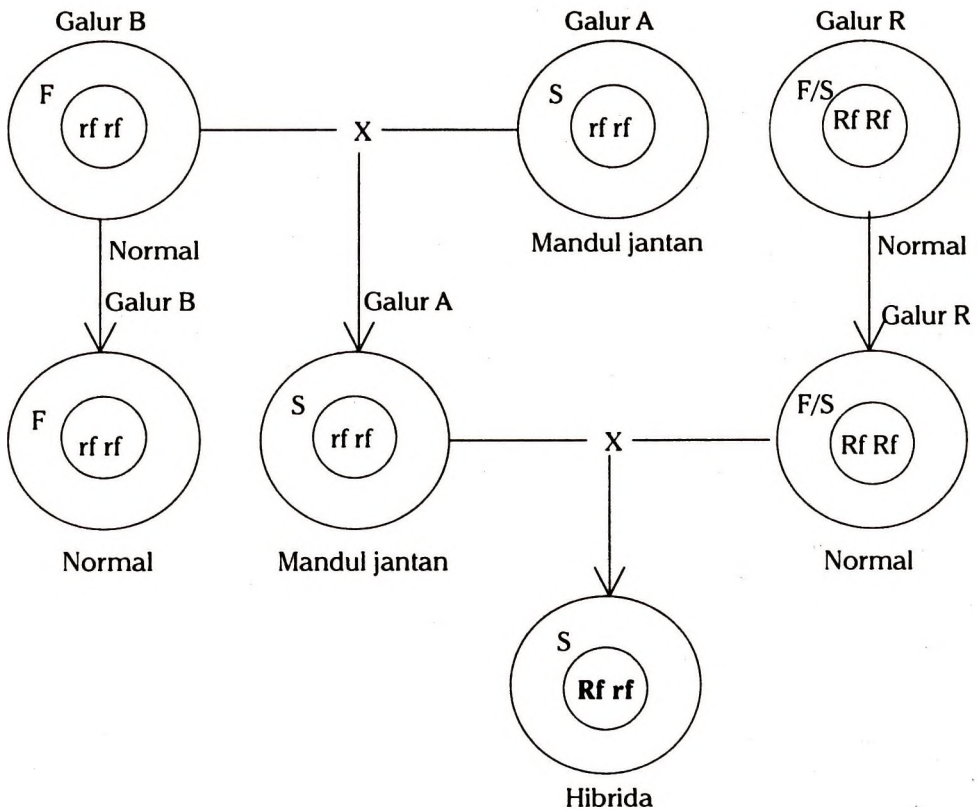 Galur B
Galur A
Galur R
F
rf rf
X
S
rf rf
F/S
Rf Rf
Normal
Mandul jantan
Normal
Galur B
Galur A
Galur R
F
rf rf
S
rf rf
X
F/S
Rf Rf
Normal
Mandul jantan
Normal
S
Rf rf
Hibrida